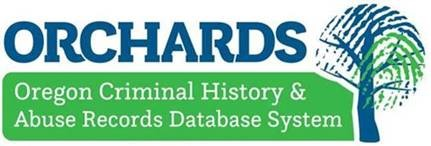 ORCHARDS
Oregon Criminal History &
Abuse Records Database System